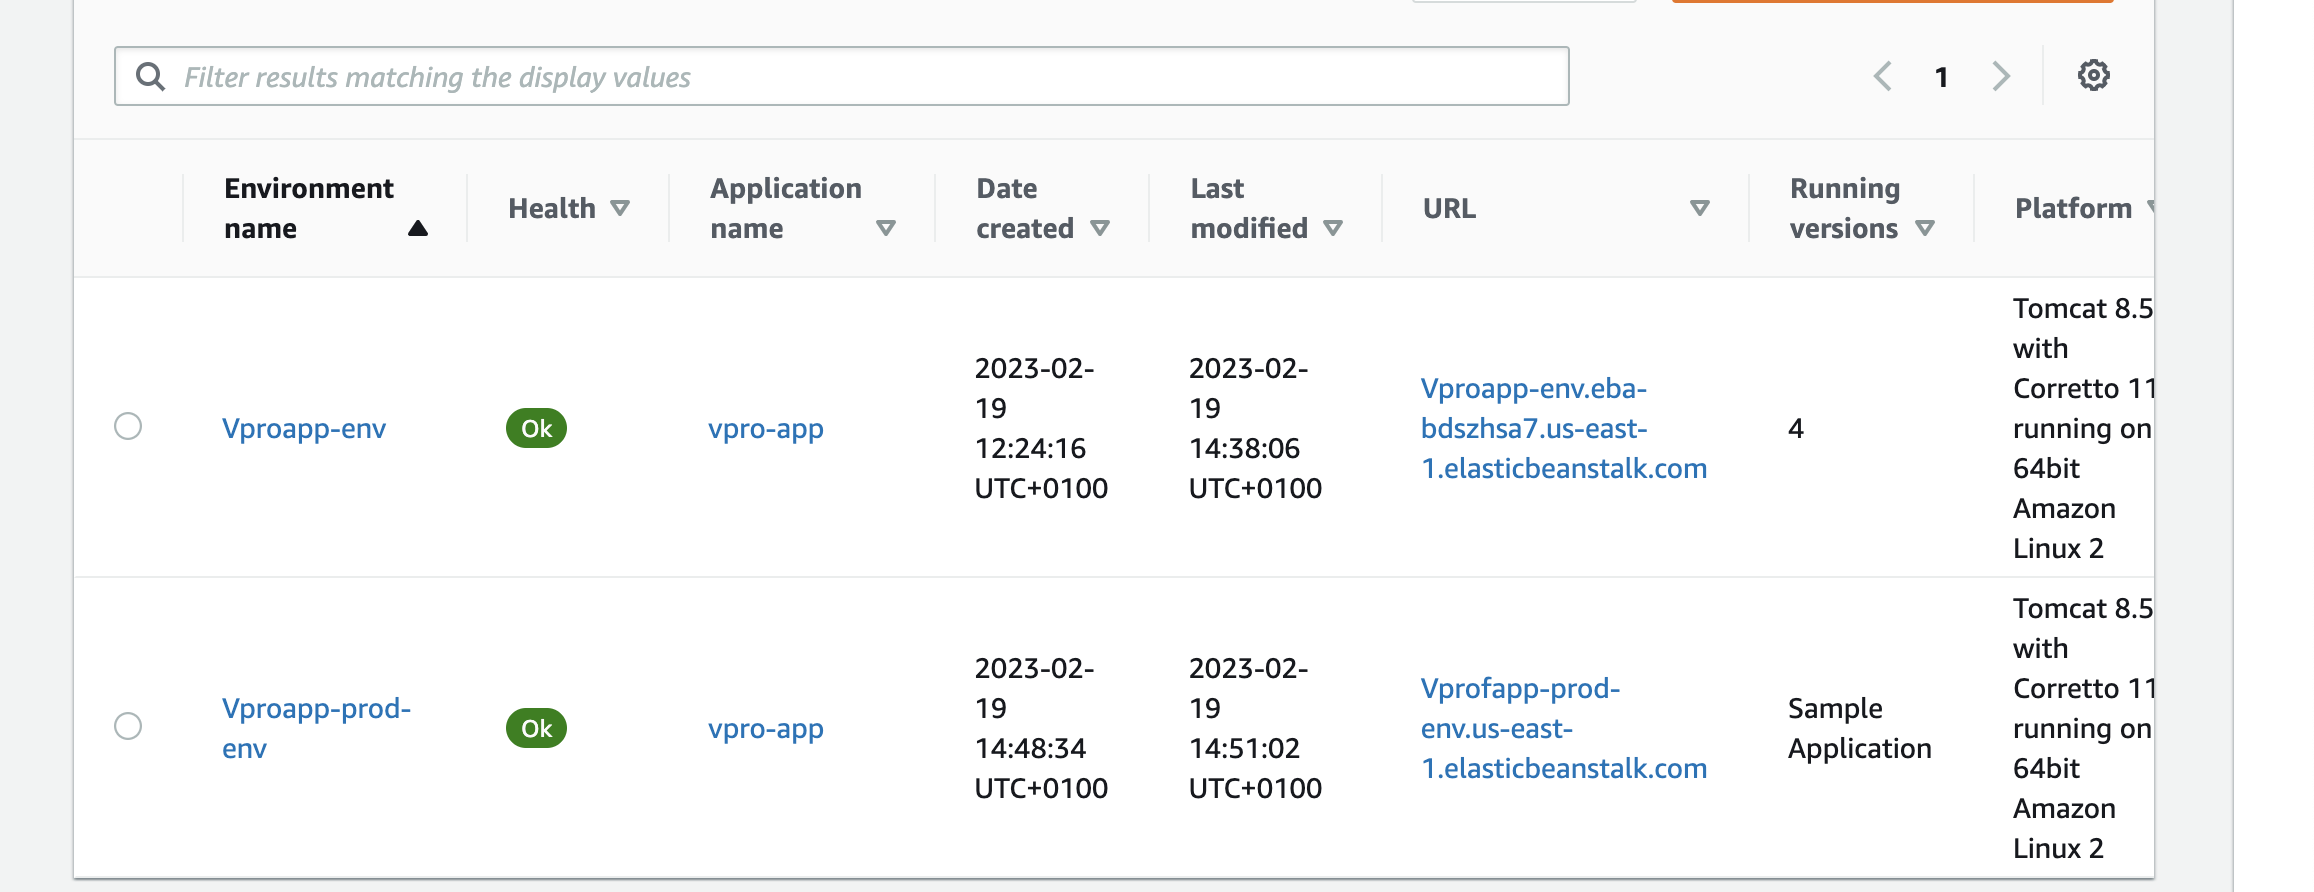 Filter results matching the display values
1
Environment
name
Health
Application
name
Date
created
Last
modified
URL
Running
versions
Platform
Vproapp-env
Ok
vpro-app
2023-02-
19
12:24:16
UTC+0100
2023-02-
19
14:38:06
UTC+0100
Vproapp-env.eba-
bdszhsa7.us-east-
1.elasticbeanstalk.com
4
Tomcat 8.5
with
Corretto 11
running on
64bit
Amazon
Linux 2
Vproapp-prod-
env
Ok
vpro-app
2023-02-
19
14:48:34
UTC+0100
2023-02-
19
14:51:02
UTC+0100
Vprofapp-prod-
env.us-east-
1.elasticbeanstalk.com
Sample
Application
Tomcat 8.5
with
Corretto 11
running on
64bit
Amazon
Linux 2